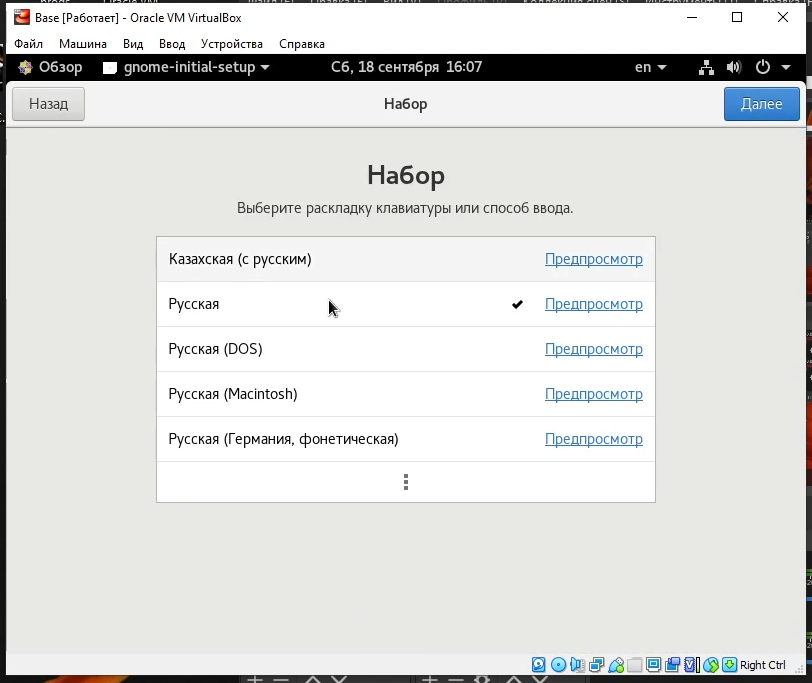 Base [Работает] - Oracle VM VirtualBox
Файл Машина Вид Ввод Устройства Справка
Обзор gnome-initial-setup Сб, 18 сентября 16:07 en
Назад Набор Далее
Набор
Выберите раскладку клавиатуры или способ ввода.
Казахская (с русским) Предпросмотр
Русская Предпросмотр
Русская (DOS) Предпросмотр
Русская (Macintosh) Предпросмотр
Русская (Германия, фонетическая) Предпросмотр
Right Ctrl